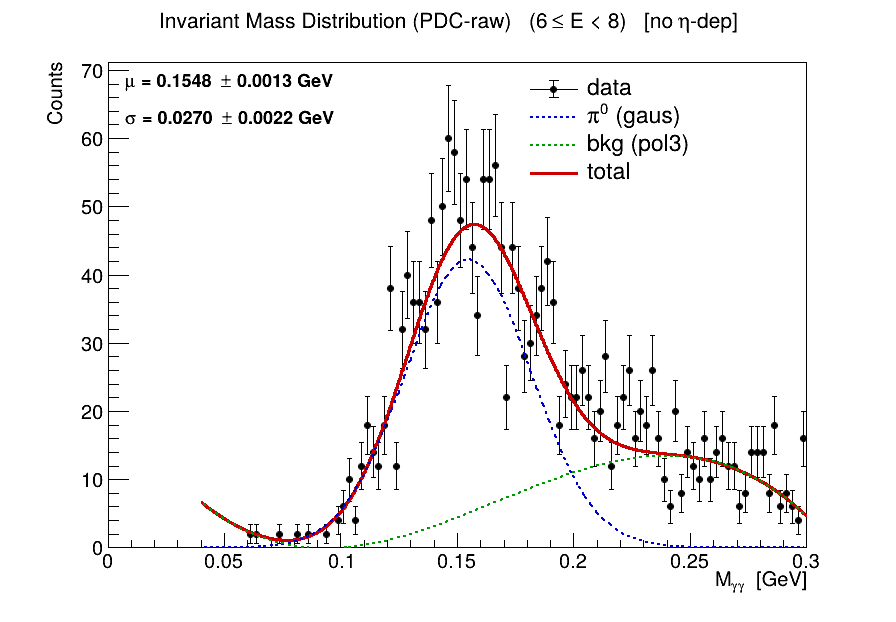 Invariant Mass Distribution (PDC-raw) (6 ≤ E < 8) [no η-dep]
Counts
μ = 0.1548 ± 0.0013 GeV
σ = 0.0270 ± 0.0022 GeV
data
π⁰ (gaus)
bkg (pol3)
total
70
60
50
40
30
20
10
0
0 0.05 0.1 0.15 0.2 0.25 0.3
Mγγ [GeV]